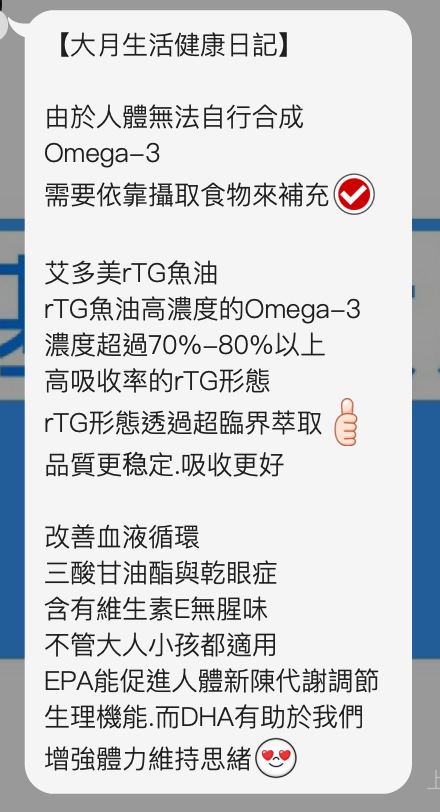 【大月生活健康日記】
由於人體無法自行合成
Omega-3
需要依靠攝取食物來補充
艾多美rTG魚油
rTG魚油高濃度的Omega-3
濃度超過70%-80%以上
高吸收率的rTG形態
rTG形態透過超臨界萃取
品質更稳定.吸收更好
改善血液循環
三酸甘油酯與乾眼症
含有維生素E無腥味
不管大人小孩都適用
EPA能促進人體新陳代謝調節
生理機能.而DHA有助於我們
增強體力維持思緒